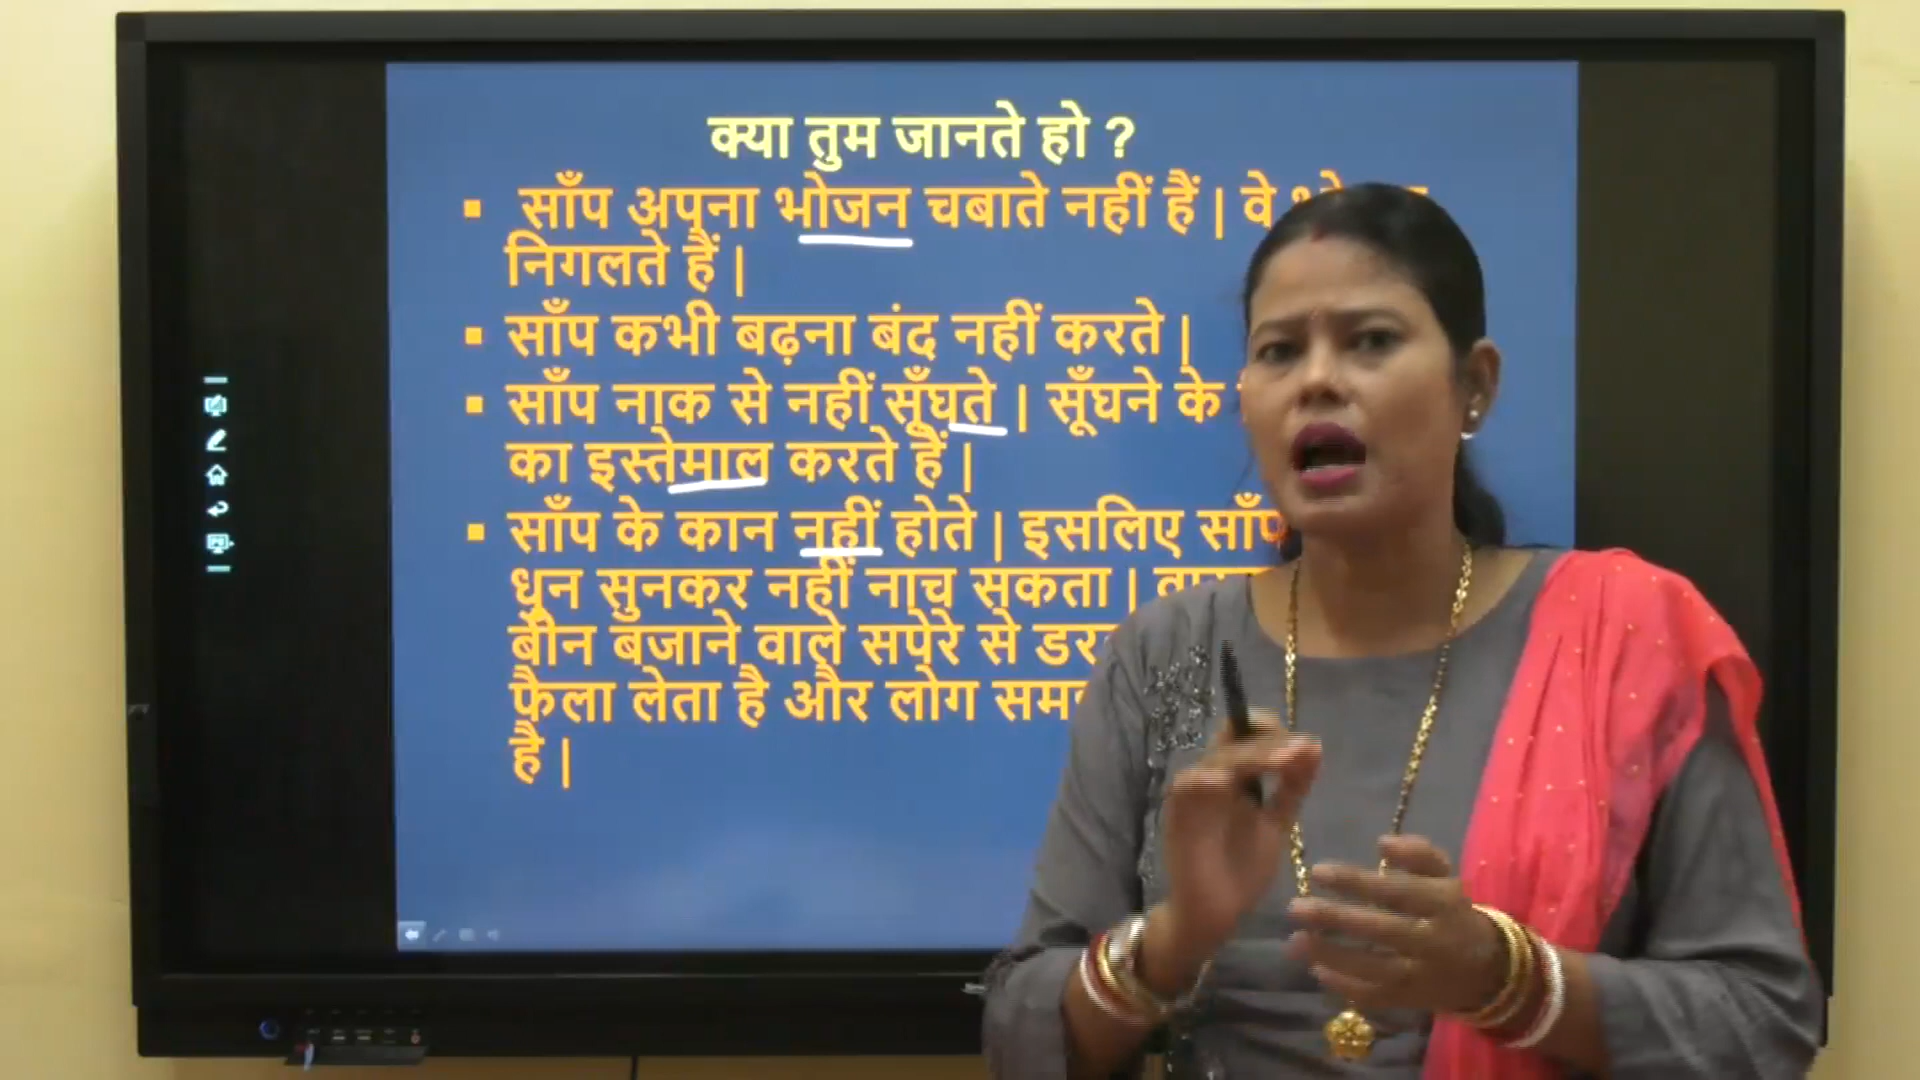 क्या तुम जानते हो ?
▪ साँप अपना भोजन चबाते नहीं हैं | वे
निगलते हैं |
▪ साँप कभी बढ़ना बंद नहीं करते |
▪ साँप नाक से नहीं सूँघते | सूँघने के
का इस्तेमाल करते हैं |
▪ साँप के कान नहीं होते | इसलिए साँप
धुन सुनकर नहीं नाच सकता |
बीन बजाने वाले सपेरे से
फैला लेता है और लोग
है |